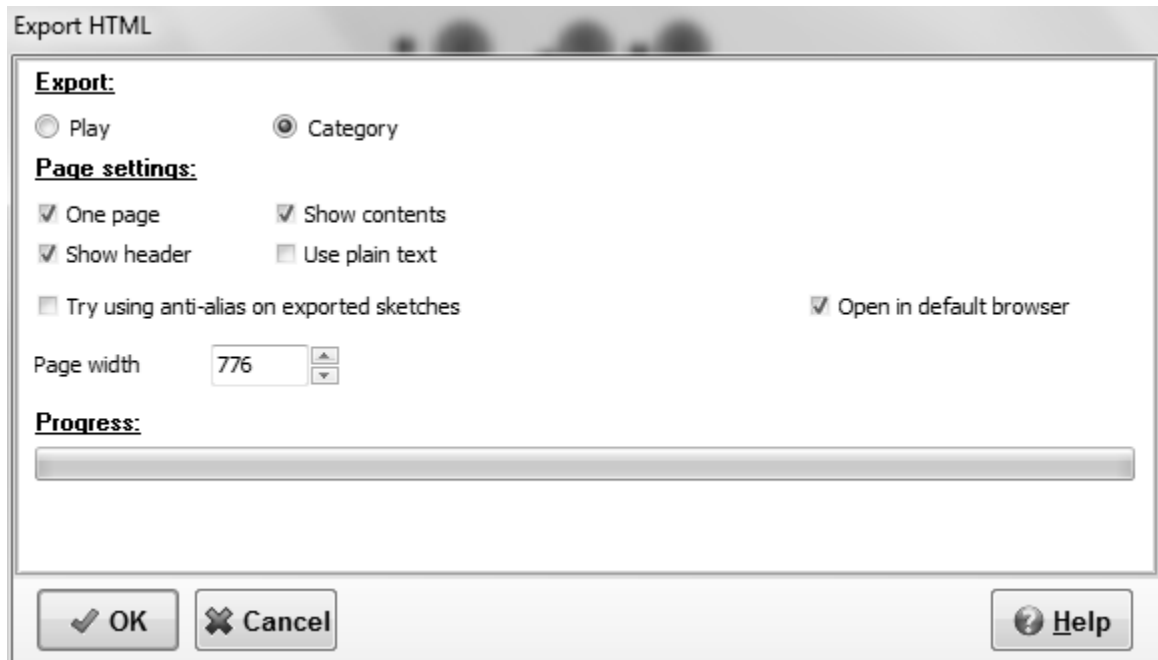 Export HTML
Export:
Play Category
Page settings:
One page Show contents
Show header Use plain text
Try using anti-alias on exported sketches Open in default browser
Page width 776
Progress:
OK Cancel Help